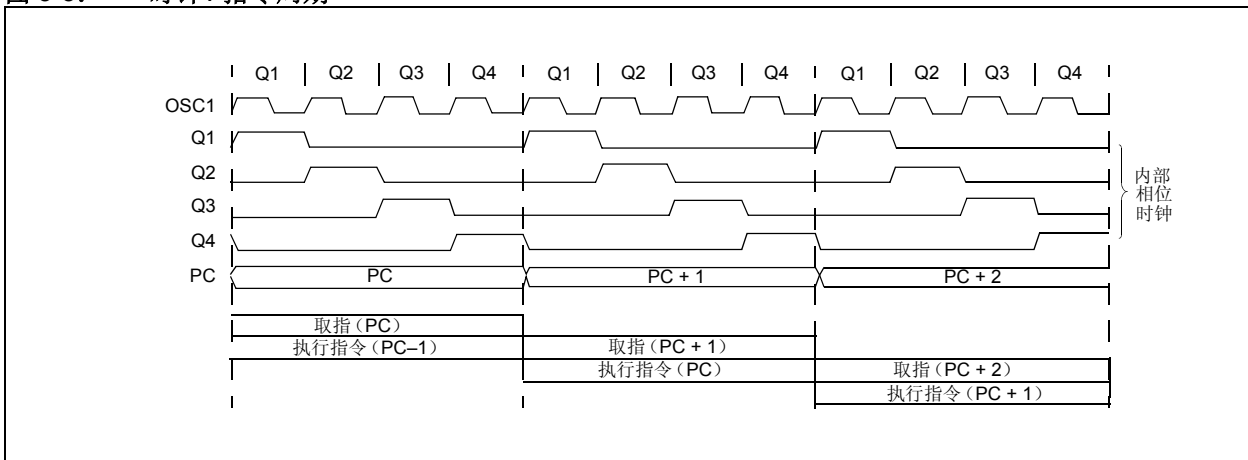 Q1 Q2 Q3 Q4 Q1 Q2 Q3 Q4 Q1 Q2 Q3 Q4
OSC1
Q1
Q2
Q3
Q4
内部
相位
时钟
PC PC PC + 1 PC + 2
取指（PC）
执行指令（PC–1） 取指（PC + 1）
执行指令（PC） 取指（PC + 2）
执行指令（PC + 1）